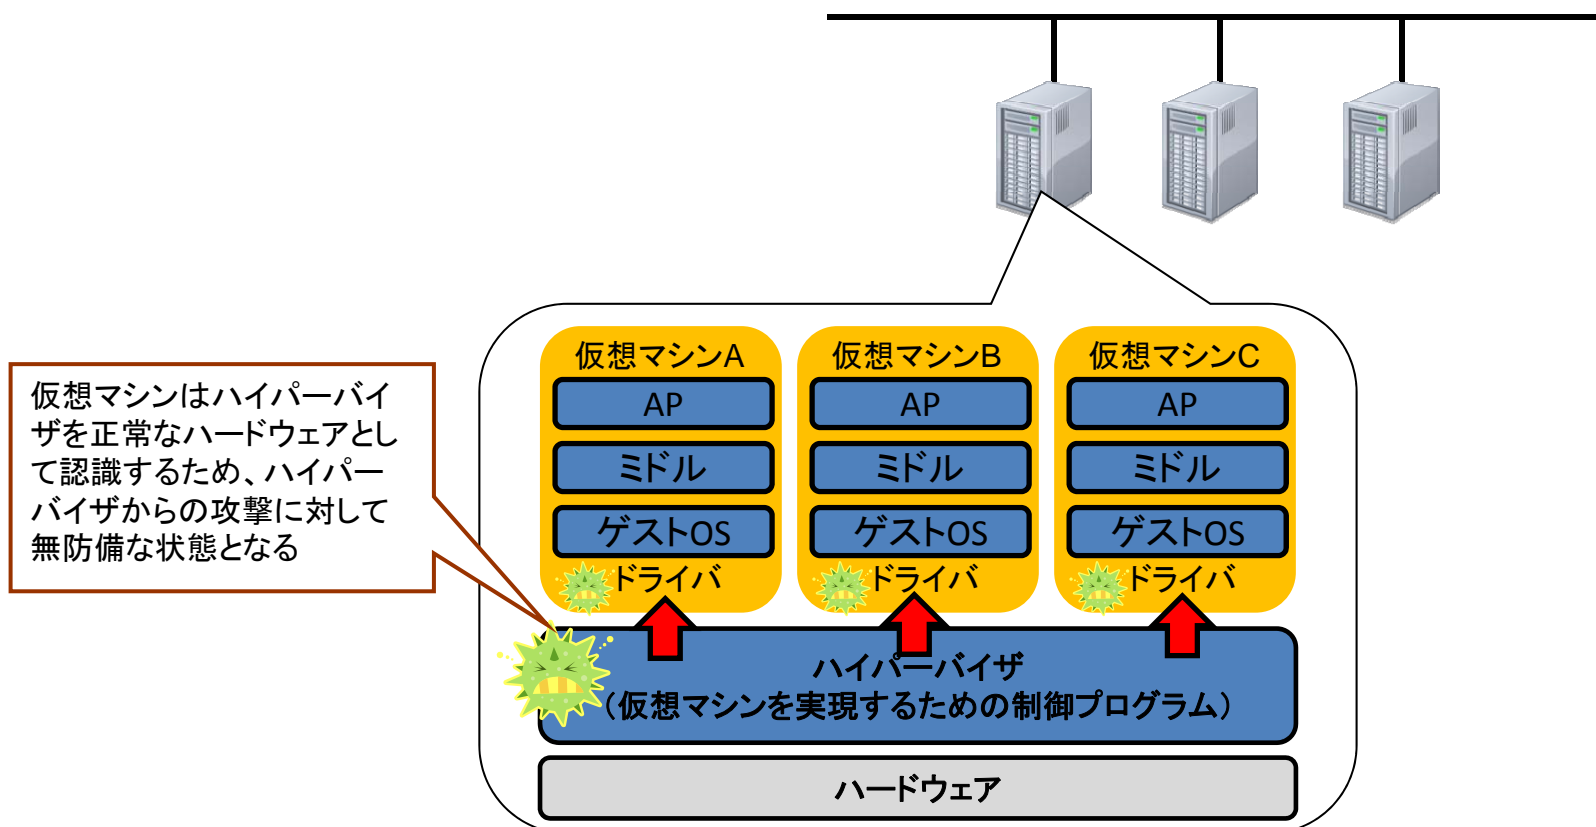 仮想マシンA
仮想マシンB
仮想マシンC
AP
AP
AP
ミドル
ミドル
ミドル
ゲストOS
ゲストOS
ゲストOS
ドライバ
ドライバ
ドライバ
仮想マシンはハイパーバイ
ザを正常なハードウェアとし
て認識するため、ハイパー
バイザからの攻撃に対して
無防備な状態となる
ハイパーバイザ
（仮想マシンを実現するための制御プログラム）
ハードウェア